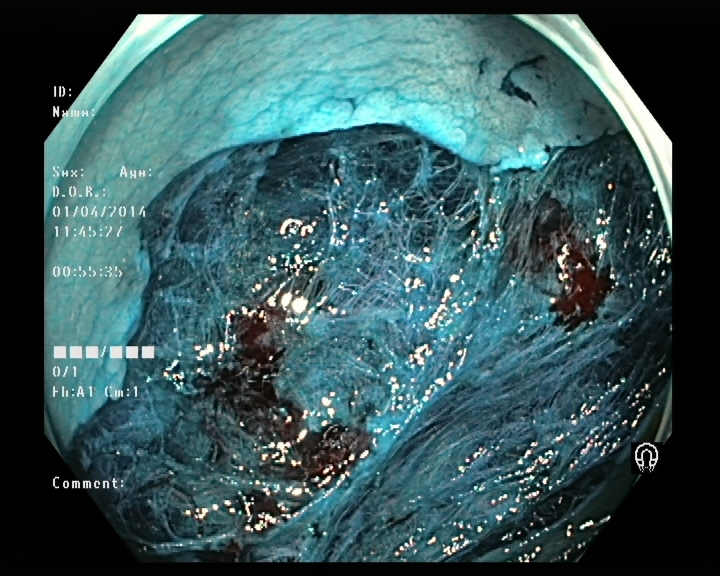 ID:
Name:
Sex: Age:
D.O.B.:
01/04/2014
11:45:27
00:55:35
■■■/■■■
0/1
Eh:A1 Cm:1
Comment: